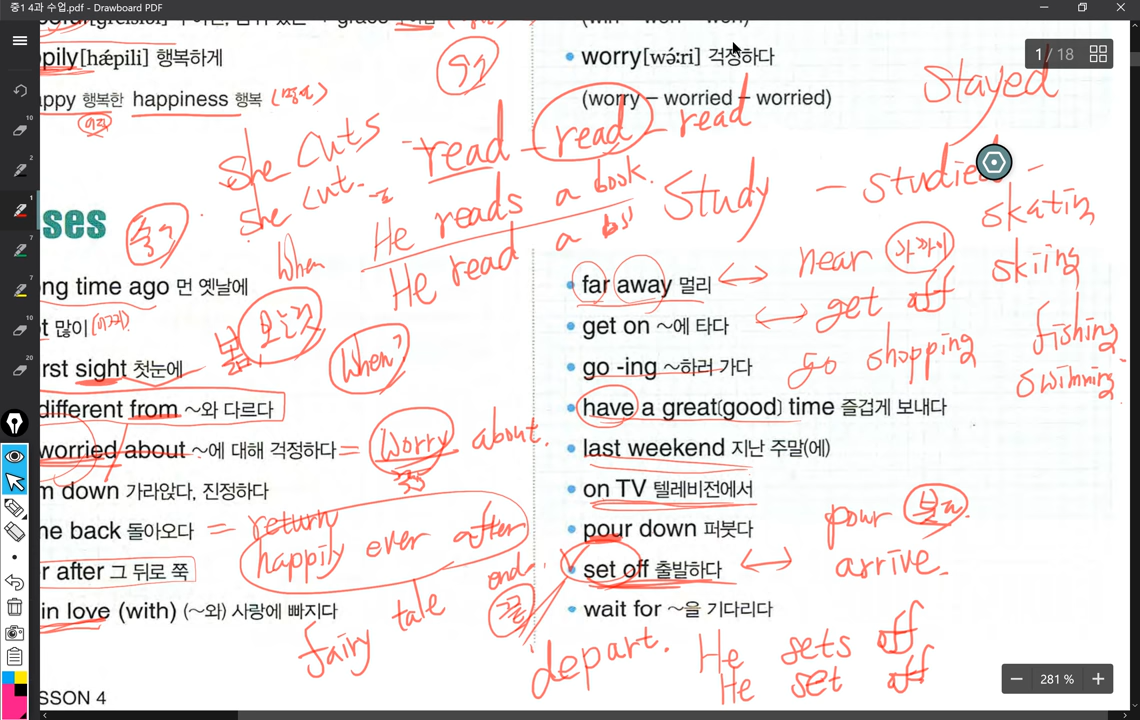 중1 4과 수업.pdf - Drawboard PDF
1 / 18
pily[hǽpili] 행복하게
appy 행복한 happiness 행복 (명사)
worry[wə́:ri] 걱정하다
(worry – worried – worried)
Stayed
She cuts
She cut
read – read – read
He reads a book.
He read a
Study – studied –
ses
When
ong time ago 먼 옛날에
t 많이
rst sight 첫눈에
different from ~와 다르다
worried about ~에 대해 걱정하다 = worry about.
m down 가라앉다, 진정하다
ne back 돌아오다 = return
happily ever after
r after 그 뒤로 쭉
in love (with) (~와) 사랑에 빠지다
fairy tale
When?
SSON 4
far away 멀리 ↔ near 가까이
get on ~에 타다 ↔ get off
go -ing ~하러 가다 go shopping
skatin
skiing
fishing
swimming
have a great(good) time 즐겁게 보내다
last weekend 지난 주말(에)
on TV 텔레비전에서
pour down 퍼붓다 pour
set off 출발하다 ↔ arrive.
wait for ~을 기다리다
end.
끝
depart.
He sets off
He set off
281 %